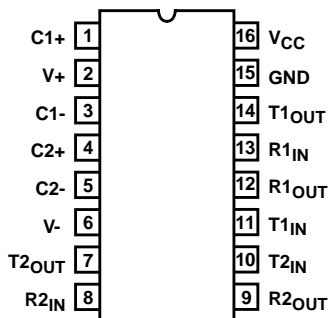 C1+ 1 16 VCC
V+ 2 15 GND
C1- 3 14 T1OUT
C2+ 4 13 R1IN
C2- 5 12 R1OUT
V- 6 11 T1IN
T2OUT 7 10 T2IN
R2IN 8 9 R2OUT